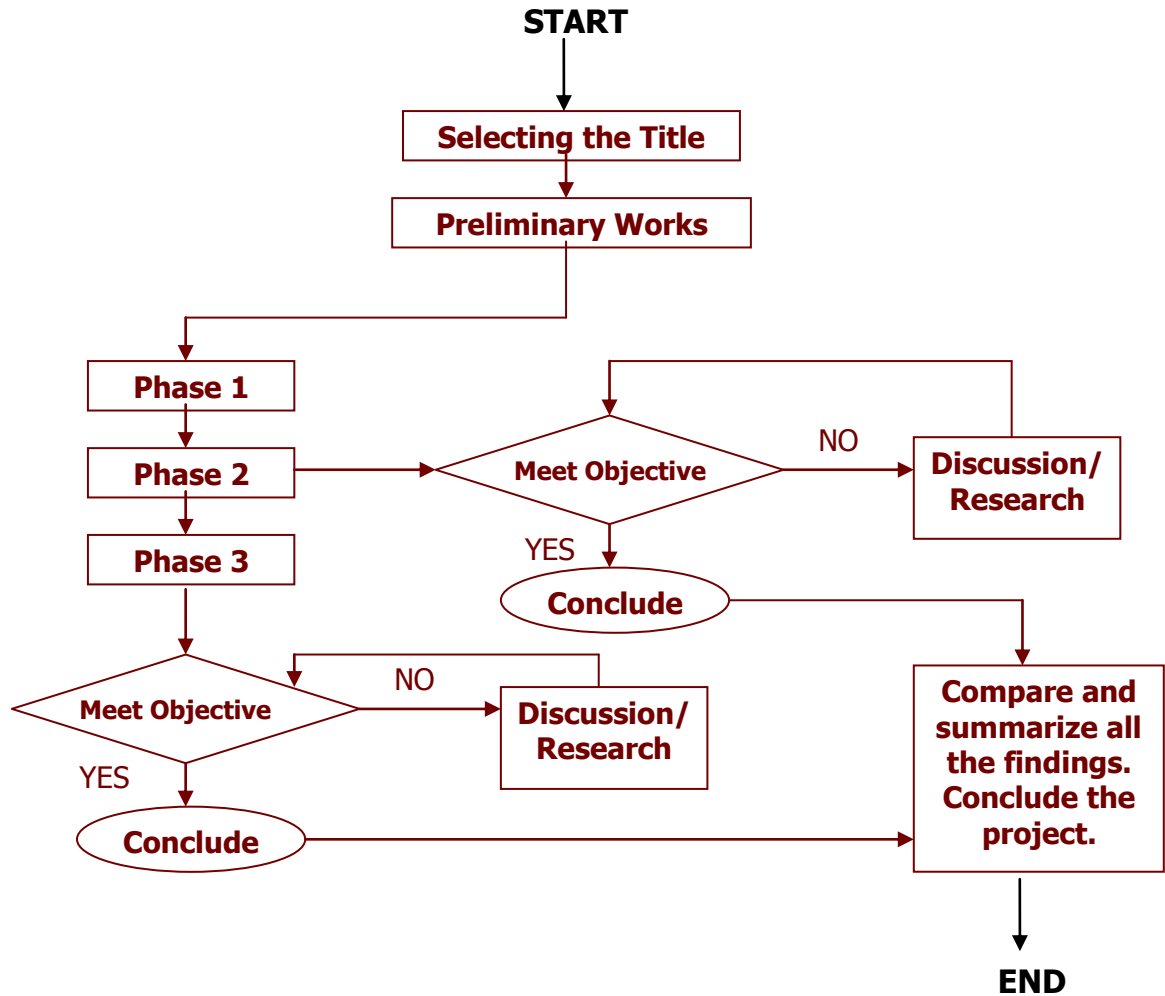 START
Selecting the Title
Preliminary Works
Phase 1
Phase 2
Meet Objective
NO
Discussion/
Research
Phase 3
YES
Conclude
Meet Objective
NO
Discussion/
Research
YES
Conclude
Compare and
summarize all
the findings.
Conclude the
project.
END